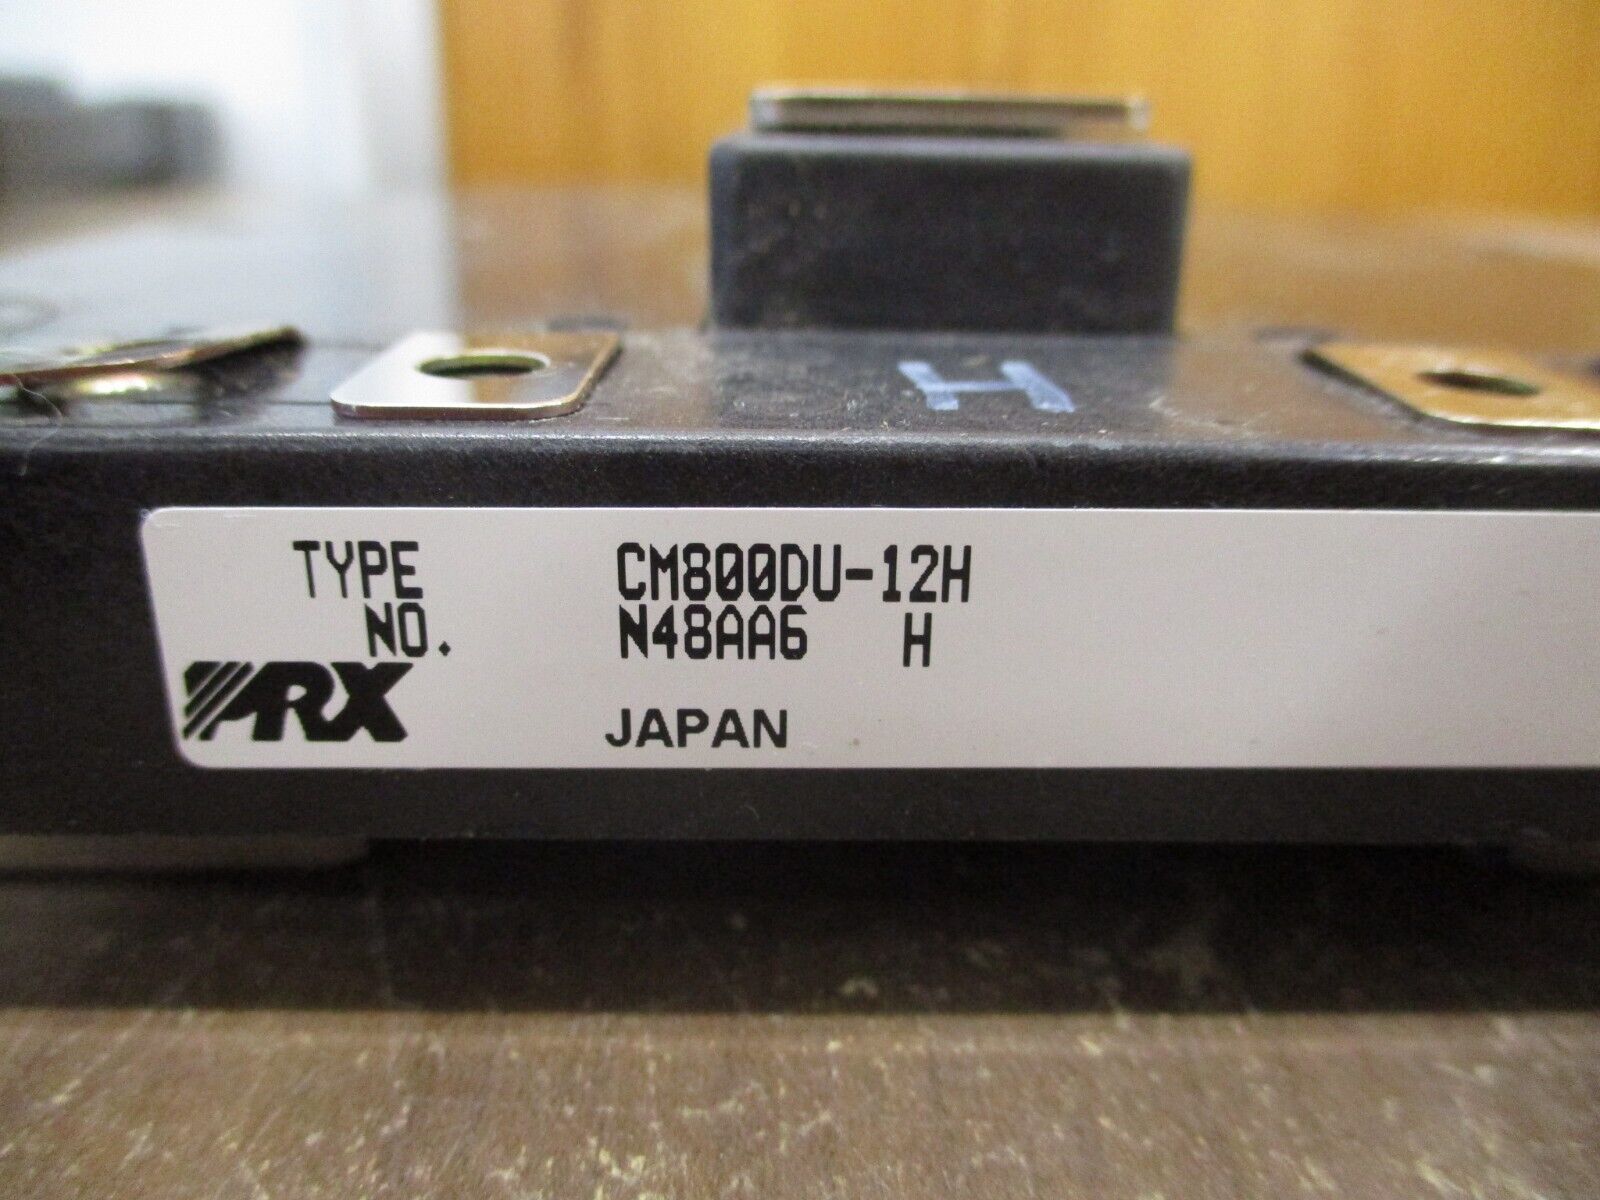 H
TYPE CM800DU-12H
NO. N48AA6 H
PRX JAPAN